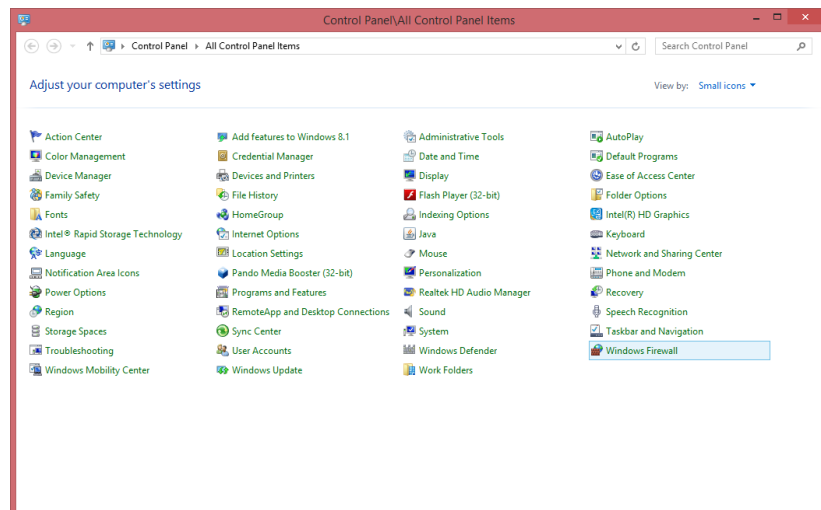 Control Panel\All Control Panel Items
Control Panel All Control Panel Items
Search Control Panel
Adjust your computer's settings
View by: Small icons
Action Center Add features to Windows 8.1 Administrative Tools AutoPlay
Color Management Credential Manager Date and Time Default Programs
Device Manager Devices and Printers Display Ease of Access Center
Family Safety File History Flash Player (32-bit) Folder Options
Fonts HomeGroup Indexing Options Intel(R) HD Graphics
Intel® Rapid Storage Technology Internet Options Java Keyboard
Language Location Settings Mouse Network and Sharing Center
Notification Area Icons Pando Media Booster (32-bit) Personalization Phone and Modem
Power Options Programs and Features Realtek HD Audio Manager Recovery
Region RemoteApp and Desktop Connections Sound Speech Recognition
Storage Spaces Sync Center System Taskbar and Navigation
Troubleshooting User Accounts Windows Defender Windows Firewall
Windows Mobility Center Windows Update Work Folders